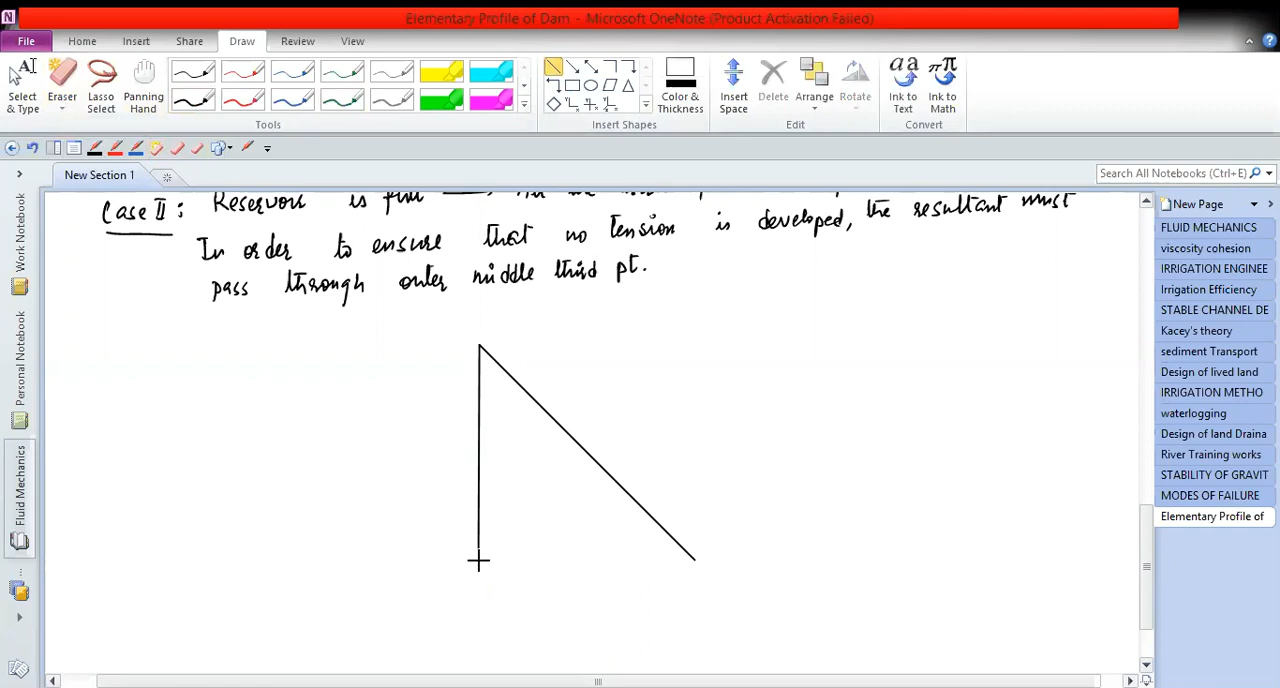 Elementary Profile of Dam - Microsoft OneNote (Product Activation Failed)
File Home Insert Share Draw Review View
Select & Type
Eraser
Lasso Select
Panning Hand
Color & Thickness
Insert Space
Delete
Arrange
Rotate
Ink to Text
Ink to Math
Tools
Insert Shapes
Edit
Convert
New Section 1
Search All Notebooks (Ctrl+E)
Work Notebook
Personal Notebook
Fluid Mechanics
Case II : Reservoir is full
In order to ensure that no tension is developed, the resultant must
pass through outer middle third pt.
New Page
FLUID MECHANICS
viscosity cohesion
IRRIGATION ENGINEE
Irrigation Efficiency
STABLE CHANNEL DE
Kacey's theory
sediment Transport
Design of lived land
IRRIGATION METHO
waterlogging
Design of land Draina
River Training works
STABILITY OF GRAVIT
MODES OF FAILURE
Elementary Profile of